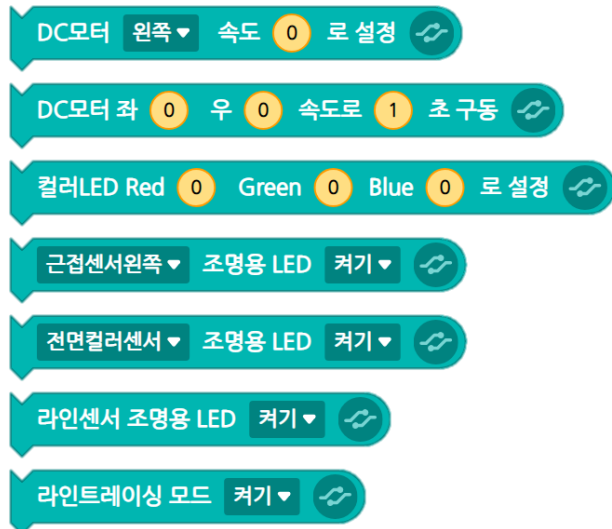 DC모터 왼쪽 속도 0 로 설정
DC모터 좌 0 우 0 속도로 1 초 구동
컬러LED Red 0 Green 0 Blue 0 로 설정
근접센서왼쪽 조명용 LED 켜기
전면컬러센서 조명용 LED 켜기
라인센서 조명용 LED 켜기
라인트레이싱 모드 켜기